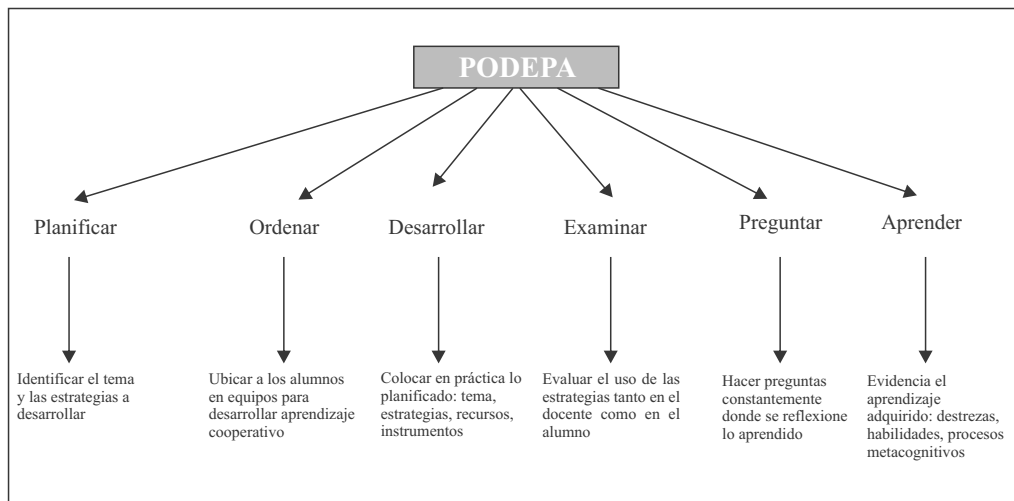 PODEPA
Planificar
Ordenar
Desarrollar
Examinar
Preguntar
Aprender
Identificar el tema
y las estrategias a
desarrollar
Ubicar a los alumnos
en equipos para
desarrollar aprendizaje
cooperativo
Colocar en práctica lo
planificado: tema,
estrategias, recursos,
instrumentos
Evaluar el uso de las
estrategias tanto en el
docente como en el
alumno
Hacer preguntas
constantemente
donde se reflexione
lo aprendido
Evidencia el
aprendizaje
adquirido: destrezas,
habilidades, procesos
metacognitivos